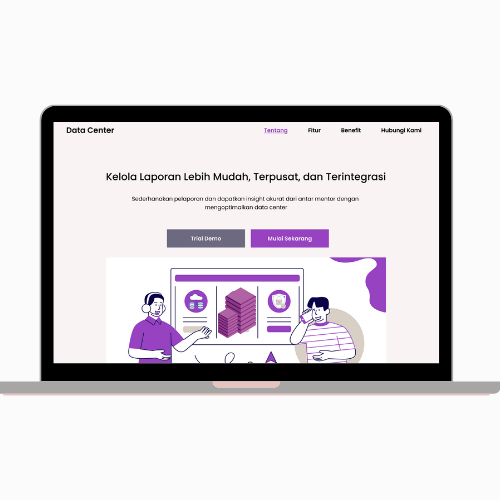 Data Center
Tentang Fitur Benefit Hubungi Kami
Kelola Laporan Lebih Mudah, Terpusat, dan Terintegrasi
Sederhanakan pelaporan dan dapatkan insight akurat dari antar mentor dengan
mengoptimalkan data center
Trial Demo Mulai Sekarang